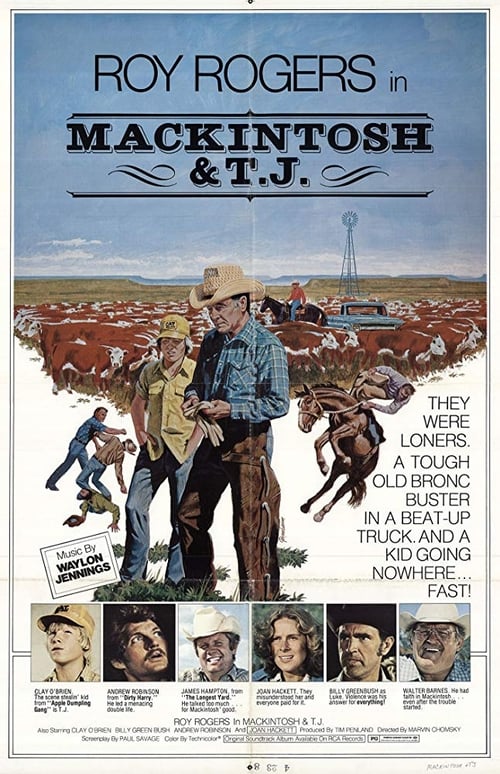 ROY ROGERS in
MACKINTOSH
& T.J.
CAT
THEY
WERE
LONERS.
A TOUGH
OLD BRONC
BUSTER
IN A BEAT-UP
TRUCK. AND A
KID GOING
NOWHERE...
FAST!
Music By
WAYLON
JENNINGS
CAT
CLAY O'BRIEN.
The scene stealin' kid
from "Apple Dumpling
Gang" is T.J.
ANDREW ROBINSON
from "Dirty Harry."
He led a menacing
double life.
JAMES HAMPTON, from
"The Longest Yard."
He talked too much . . .
for Mackintosh' good.
JOAN HACKETT. They
misunderstood her and
everyone paid for it.
BILLY GREENBUSH as
Luke. Violence was his
answer for everything!
WALTER BARNES. He had
faith in Mackintosh . . .
even after the trouble
started.
ROY ROGERS In MACKINTOSH & T.J.
Also Starring CLAY O'BRIEN BILLY GREEN BUSH ANDREW ROBINSON And JOAN HACKETT Produced by TIM PENLAND Directed by MARVIN CHOMSKY
Screenplay By PAUL SAVAGE Color By Technicolor® Original Soundtrack Album Available On RCA Records PG
MACKINTOSH